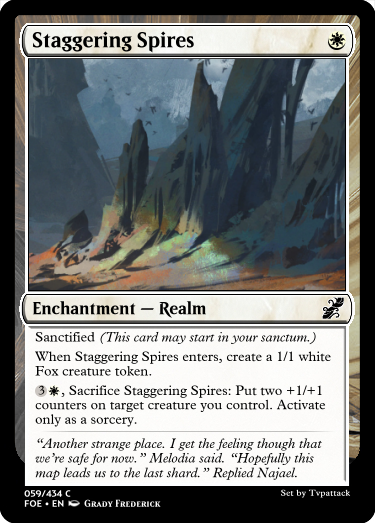 Staggering Spires
Enchantment — Realm
Sanctified (This card may start in your sanctum.)
When Staggering Spires enters, create a 1/1 white
Fox creature token.
3, Sacrifice Staggering Spires: Put two +1/+1
counters on target creature you control. Activate
only as a sorcery.
“Another strange place. I get the feeling though that
we’re safe for now.” Melodia said. “Hopefully this
map leads us to the last shard.” Replied Najael.
059/434 C
Set by Tvpattack
FOE • EN Grady Frederick